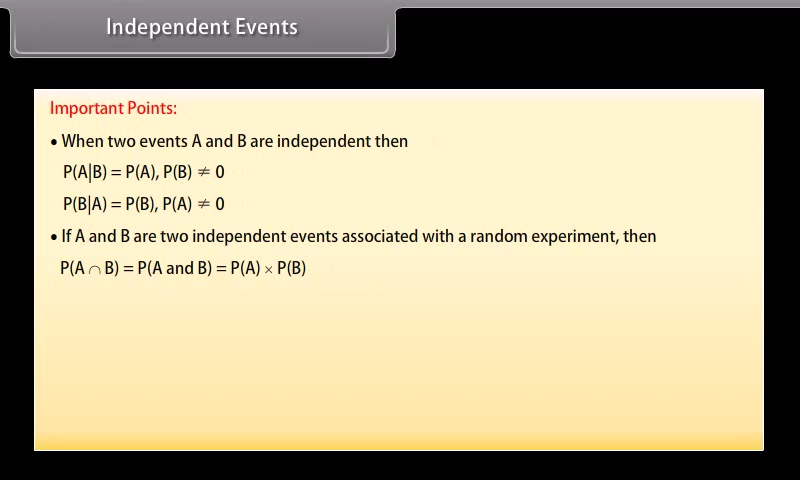 Independent Events
Important Points:
• When two events A and B are independent then
P(A|B) = P(A), P(B) ≠ 0
P(B|A) = P(B), P(A) ≠ 0
• If A and B are two independent events associated with a random experiment, then
P(A ∩ B) = P(A and B) = P(A) × P(B)